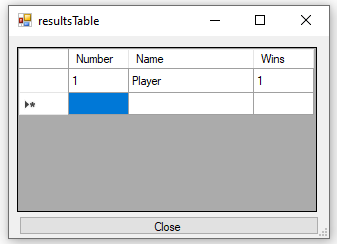 resultsTable
Number Name Wins
1 Player 1
Close